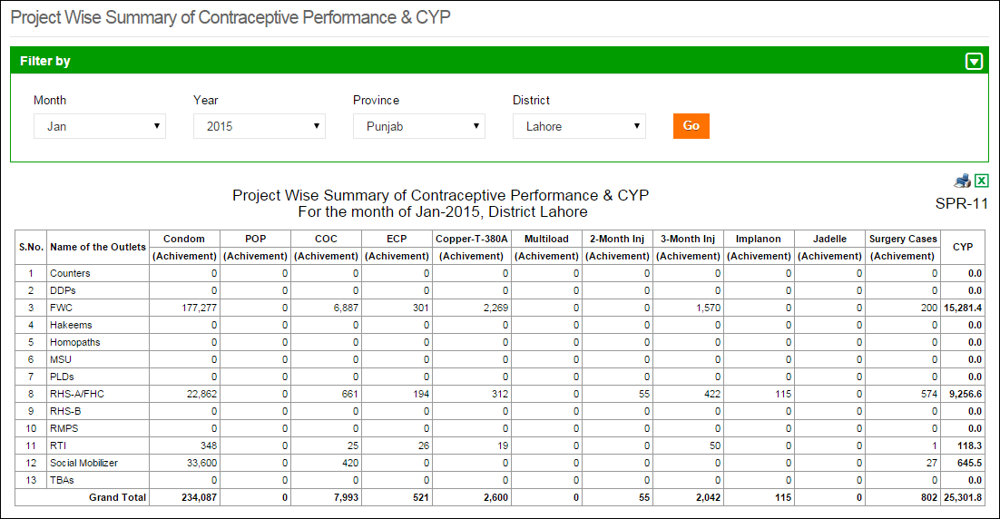 Project Wise Summary of Contraceptive Performance & CYP
Filter by
Month Year Province District
Jan 2015 Punjab Lahore Go
Project Wise Summary of Contraceptive Performance & CYP
For the month of Jan-2015, District Lahore
SPR-11
S.No. Name of the Outlets Condom POP COC ECP Copper-T-380A Multiload 2-Month Inj 3-Month Inj Implanon Jadelle Surgery Cases CYP
(Achivement) (Achivement) (Achivement) (Achivement) (Achivement) (Achivement) (Achivement) (Achivement) (Achivement) (Achivement) (Achivement)
1 Counters 0 0 0 0 0 0 0 0 0 0 0 0.0
2 DDPs 0 0 0 0 0 0 0 0 0 0 0 0.0
3 FWC 177,277 0 6,887 301 2,269 0 0 1,570 0 0 200 15,281.4
4 Hakeems 0 0 0 0 0 0 0 0 0 0 0 0.0
5 Homopaths 0 0 0 0 0 0 0 0 0 0 0 0.0
6 MSU 0 0 0 0 0 0 0 0 0 0 0 0.0
7 PLDs 0 0 0 0 0 0 0 0 0 0 0 0.0
8 RHS-A/FHC 22,862 0 661 194 312 0 55 422 115 0 574 9,256.6
9 RHS-B 0 0 0 0 0 0 0 0 0 0 0 0.0
10 RMPS 0 0 0 0 0 0 0 0 0 0 0 0.0
11 RTI 348 0 25 26 19 0 0 50 0 0 1 118.3
12 Social Mobilizer 33,600 0 420 0 0 0 0 0 0 0 27 645.5
13 TBAs 0 0 0 0 0 0 0 0 0 0 0 0.0
Grand Total 234,087 0 7,993 521 2,600 0 55 2,042 115 0 802 25,301.8